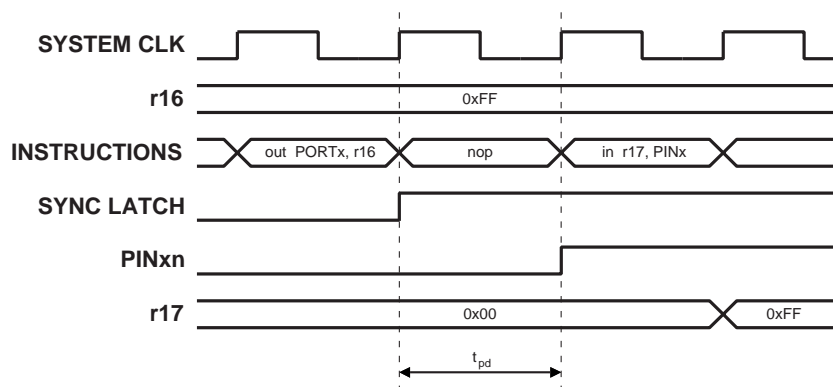 SYSTEM CLK
r16
0xFF
INSTRUCTIONS
out PORTx, r16
nop
in r17, PINx
SYNC LATCH
PINxn
r17
0x00
0xFF
tpd